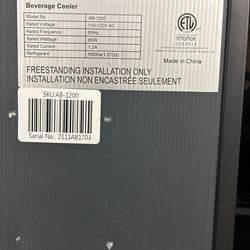 Beverage Cooler
Model No AB-1200
Rated Voltage 110-120V AC
Rated Frequency 60Hz
Rated Wattage 85W
Rated Current 1.3A
Refrigerant R600a(1.27Oz)
ETL
Intertek
Made in China
FREESTANDING INSTALLATION ONLY
INSTALLATION NON ENCASTRÉE SEULEMENT
SKU:AB-1200
Serial No.: 2111AB1703